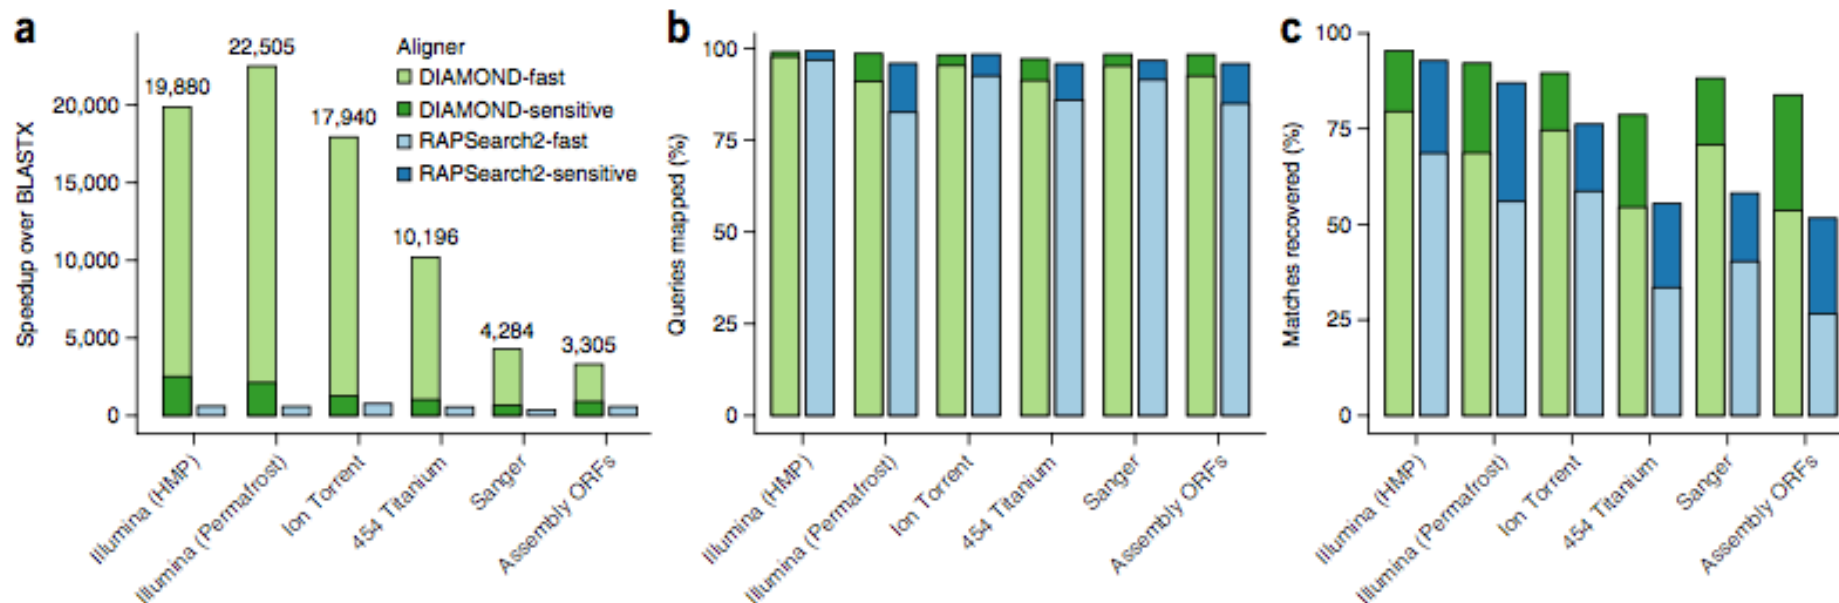 a
Speedup over BLASTX
20,000
15,000
10,000
5,000
0
19,880
22,505
17,940
10,196
4,284
3,305
Aligner
DIAMOND-fast
DIAMOND-sensitive
RAPSearch2-fast
RAPSearch2-sensitive
Illumina (HMP)
Illumina (Permafrost)
Ion Torrent
454 Titanium
Sanger
Assembly ORFs
b
Queries mapped (%)
100
75
50
25
0
Illumina (HMP)
Illumina (Permafrost)
Ion Torrent
454 Titanium
Sanger
Assembly ORFs
c
Matches recovered (%)
100
75
50
25
0
Illumina (HMP)
Illumina (Permafrost)
Ion Torrent
454 Titanium
Sanger
Assembly ORFs